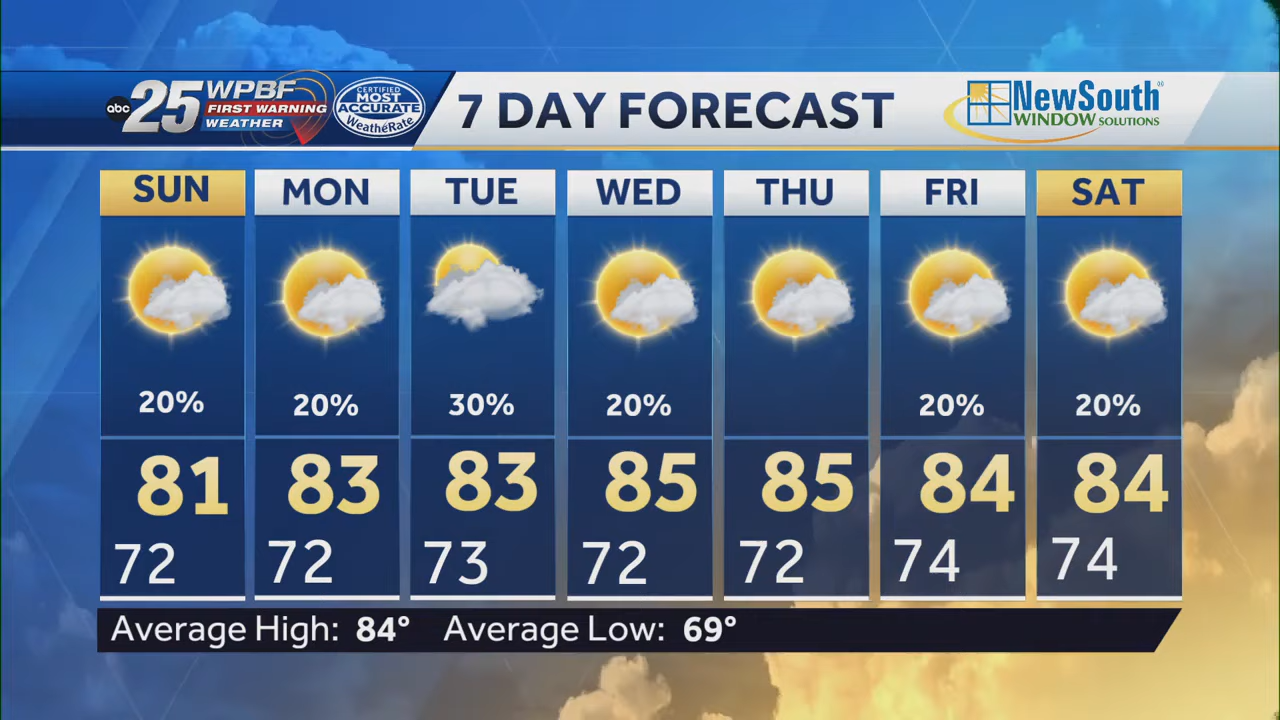 abc 25 WPBF
FIRST WARNING
WEATHER
CERTIFIED
MOST
ACCURATE
WeatheRate
7 DAY FORECAST
NewSouth
WINDOW SOLUTIONS
SUN MON TUE WED THU FRI SAT
20% 20% 30% 20% 20% 20%
81 83 83 85 85 84 84
72 72 73 72 72 74 74
Average High: 84° Average Low: 69°